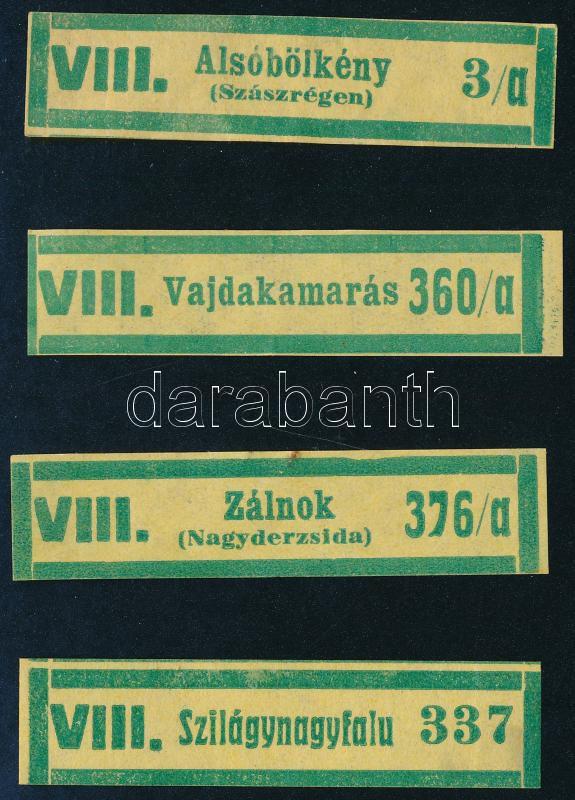 VIII. Alsóbölkény 3/a
(Szászrégen)
VIII. Vajdakamarás 360/a
darabanth
VIII. Zálnok 376/a
(Nagyderzsida)
VIII. Szilágynagyfalu 337